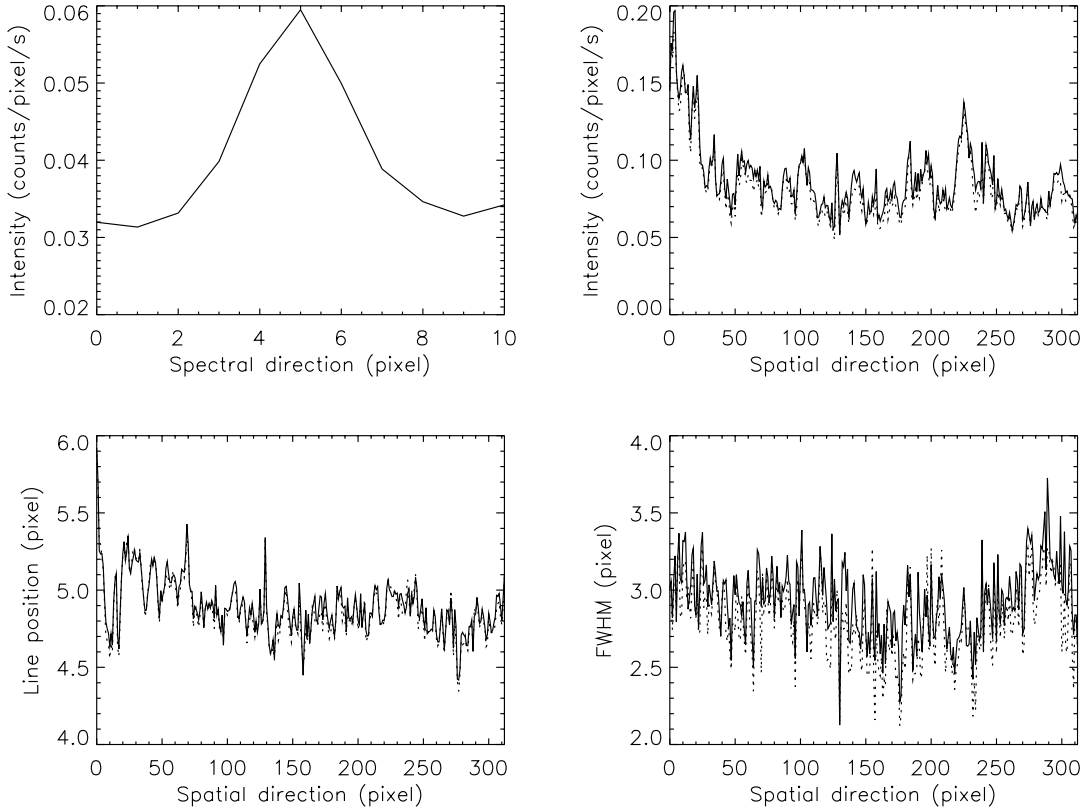 0.06
0.05
0.04
0.03
0.02
Intensity (counts/pixel/s)
0 2 4 6 8 10
Spectral direction (pixel)
0.20
0.15
0.10
0.05
0.00
Intensity (counts/pixel/s)
0 50 100 150 200 250 300
Spatial direction (pixel)
6.0
5.5
5.0
4.5
4.0
Line position (pixel)
0 50 100 150 200 250 300
Spatial direction (pixel)
4.0
3.5
3.0
2.5
2.0
FWHM (pixel)
0 50 100 150 200 250 300
Spatial direction (pixel)